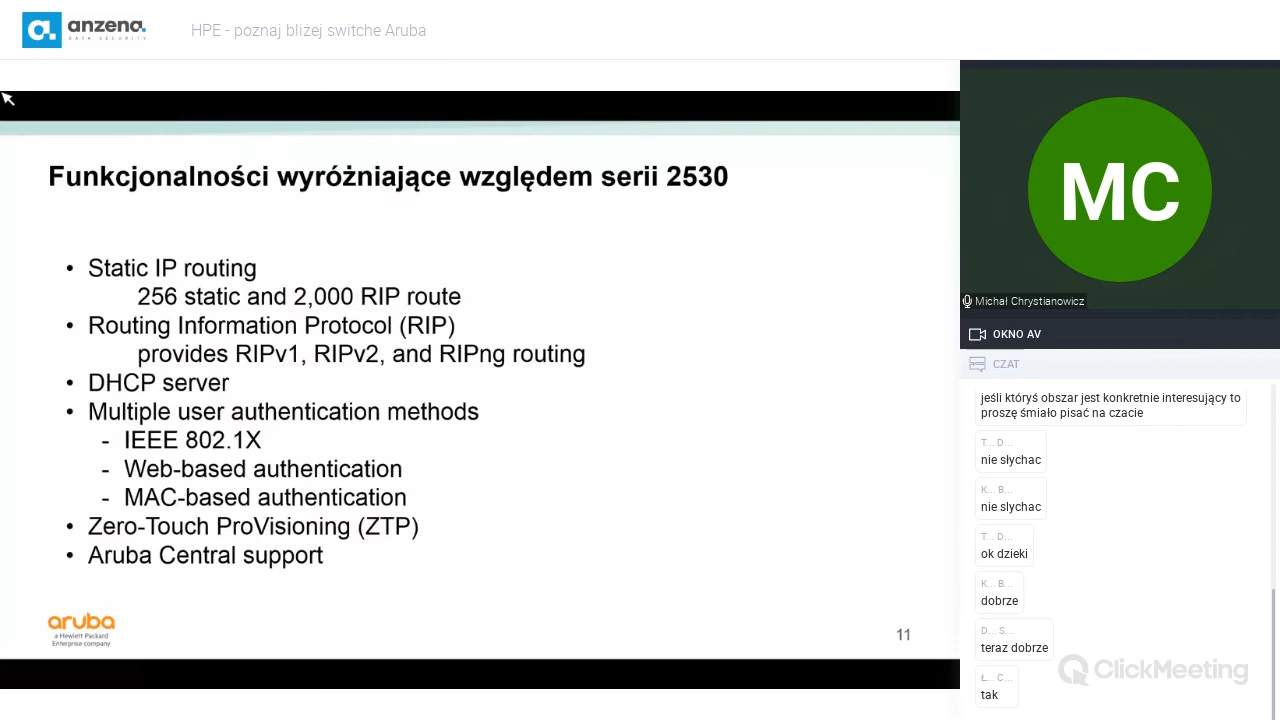 anzena.
DATA SECURITY
HPE - poznaj bliżej switche Aruba
Funkcjonalności wyróżniające względem serii 2530
• Static IP routing
256 static and 2,000 RIP route
• Routing Information Protocol (RIP)
provides RIPv1, RIPv2, and RIPng routing
• DHCP server
• Multiple user authentication methods
- IEEE 802.1X
- Web-based authentication
- MAC-based authentication
• Zero-Touch ProVisioning (ZTP)
• Aruba Central support
aruba
a Hewlett Packard
Enterprise company
11
MC
Michał Chrystianowicz
OKNO AV
CZAT
jeśli któryś obszar jest konkretnie interesujący to
proszę śmiało pisać na czacie
T... D...
nie słychac
K... B...
nie slychac
T... D...
ok dzieki
K... B...
dobrze
D... S...
teraz dobrze
Ł... C...
tak
ClickMeeting